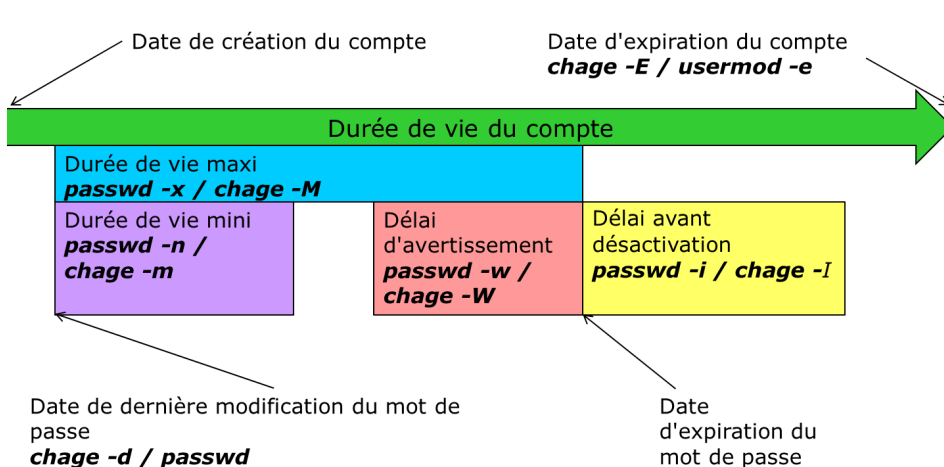 Date de création du compte
Date d'expiration du compte
chage -E / usermod -e
Durée de vie du compte
Durée de vie maxi
passwd -x / chage -M
Durée de vie mini
passwd -n /
chage -m
Délai
d'avertissement
passwd -w /
chage -W
Délai avant
désactivation
passwd -i / chage -I
Date de dernière modification du mot de
passe
chage -d / passwd
Date
d'expiration du
mot de passe